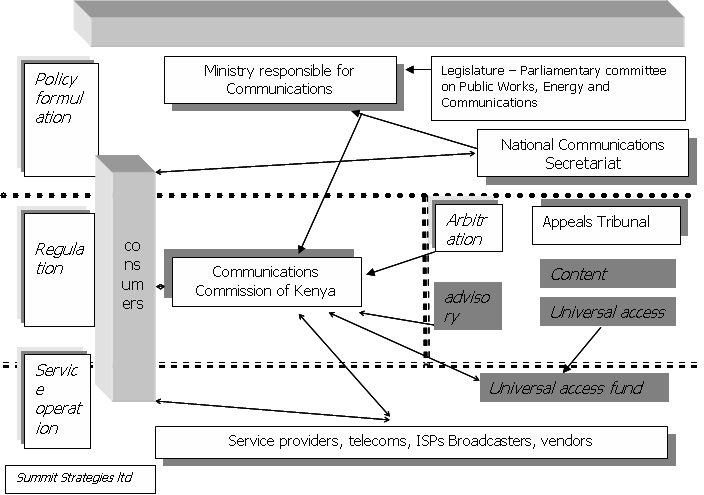 Policy
formul
ation
Ministry responsible for
Communications
Legislature – Parliamentary committee
on Public Works, Energy and
Communications
National Communications
Secretariat
Regula
tion
co
ns
um
ers
Communications
Commission of Kenya
Arbitr
ation
Appeals Tribunal
adviso
ry
Content
Universal access
Servic
e
operat
ion
Universal access fund
Service providers, telecoms, ISPs Broadcasters, vendors
Summit Strategies ltd